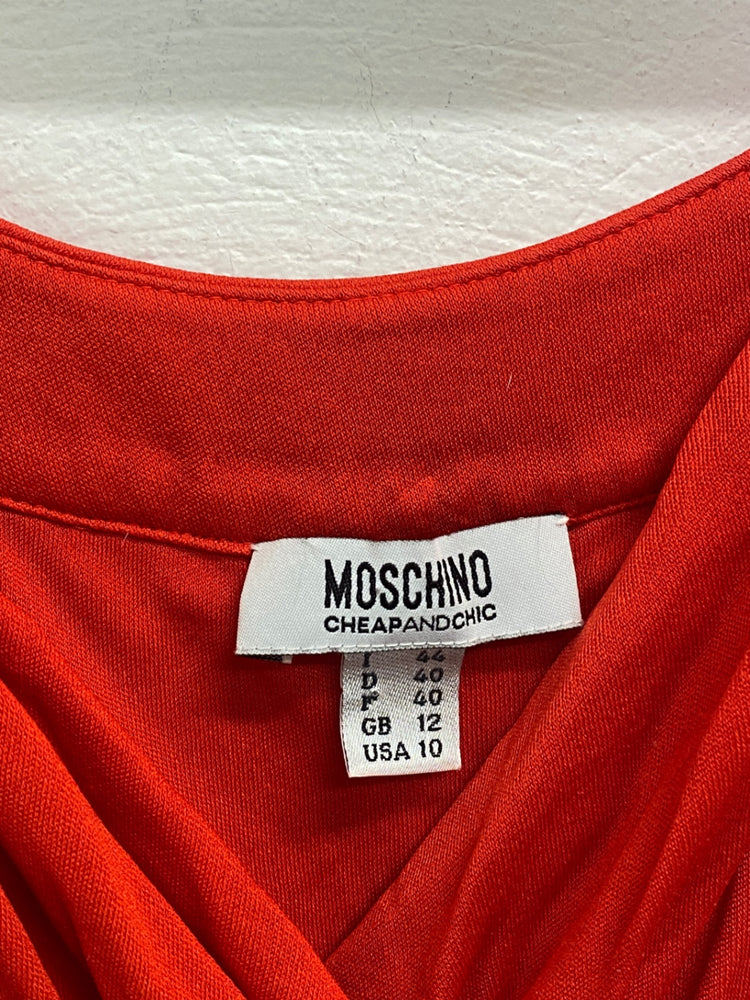 MOSCHINO
CHEAPANDCHIC
I 44
D 40
F 40
GB 12
USA 10